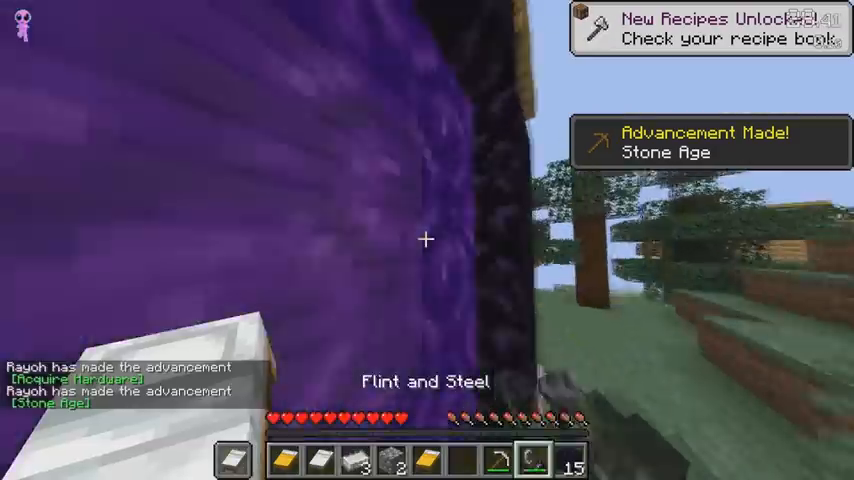 New Recipes Unlocked!
Check your recipe book
Advancement Made!
Stone Age
Rayoh has made the advancement
[Acquire Hardware]
Rayoh has made the advancement
[Stone Age]
Flint and Steel
3
2
15